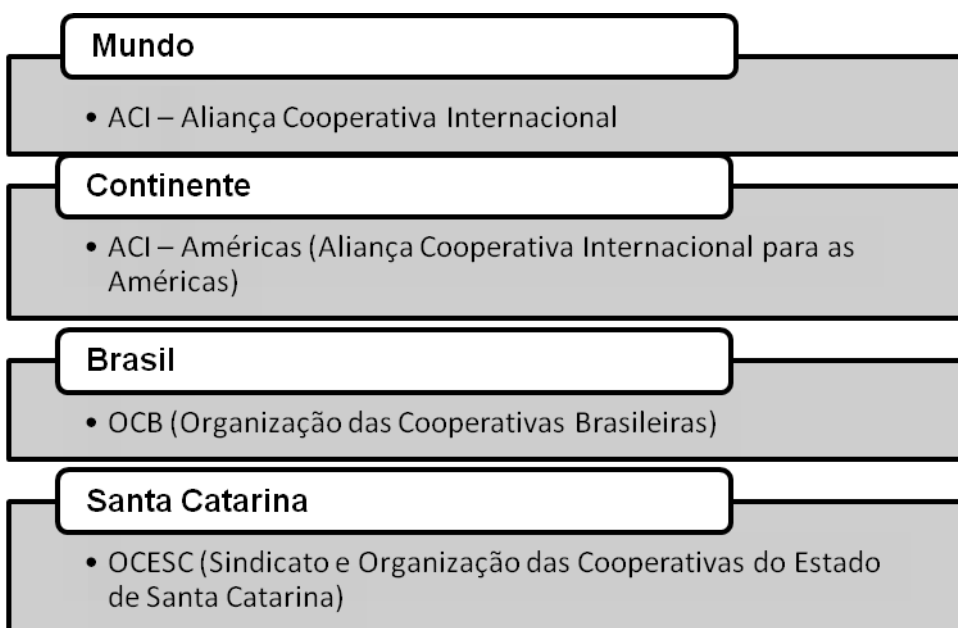 Mundo
• ACI – Aliança Cooperativa Internacional
Continente
• ACI – Américas (Aliança Cooperativa Internacional para as
Américas)
Brasil
• OCB (Organização das Cooperativas Brasileiras)
Santa Catarina
• OCESC (Sindicato e Organização das Cooperativas do Estado
de Santa Catarina)